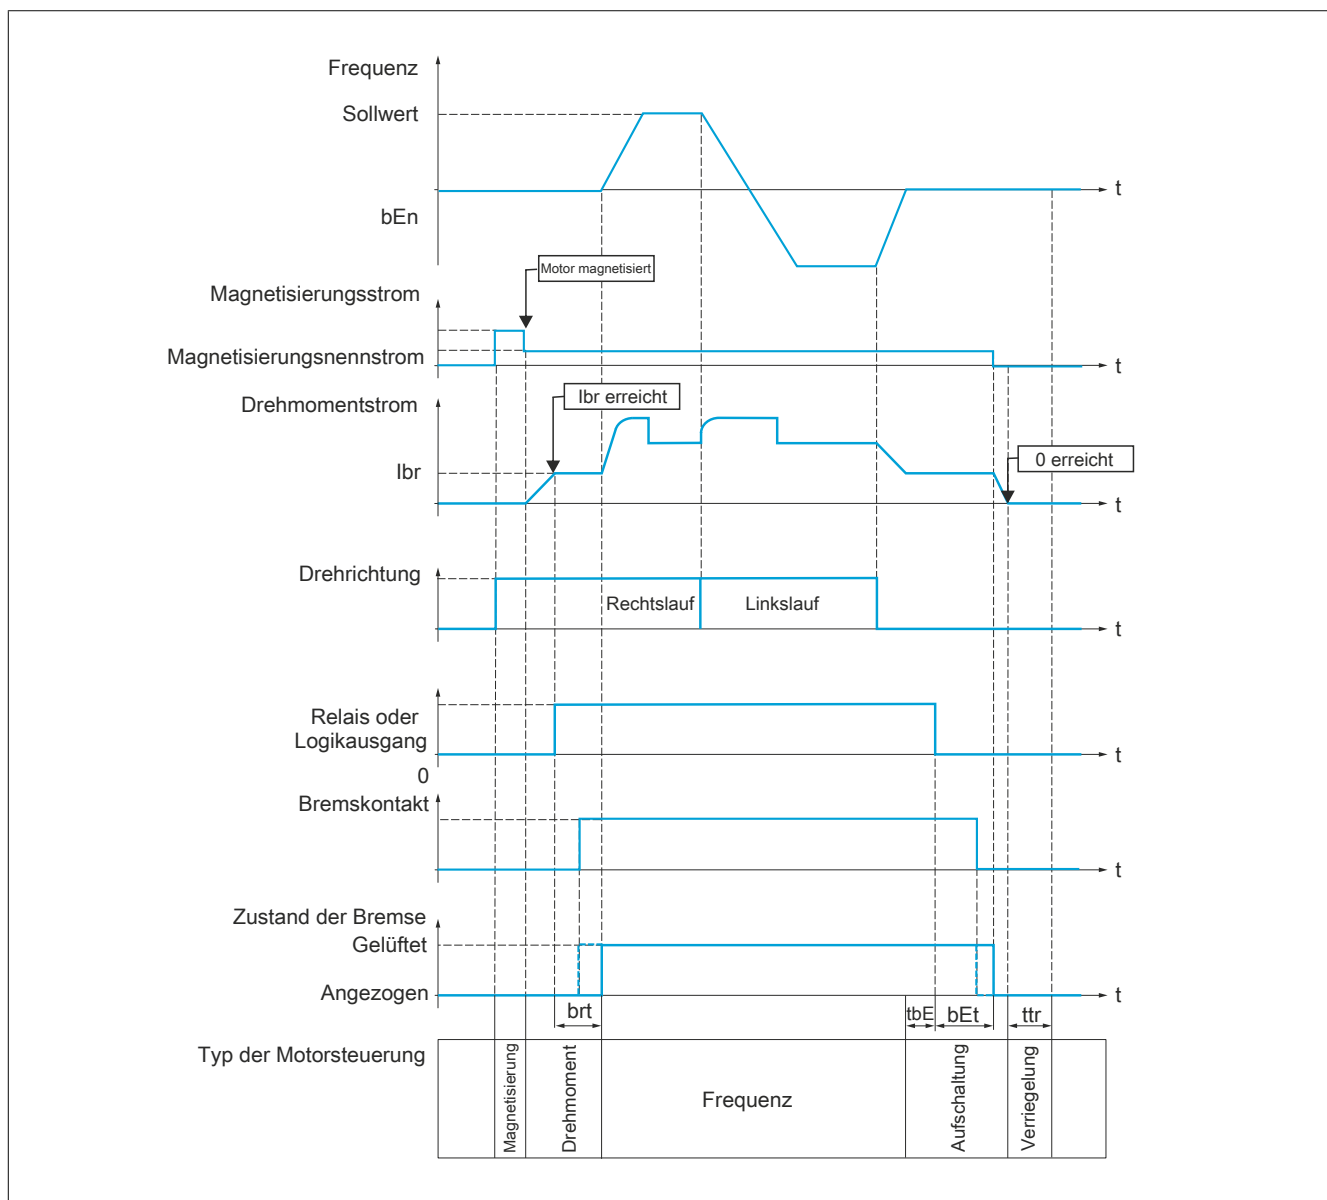 Frequenz
Sollwert
t
bEn
Motor magnetisiert
Magnetisierungsstrom
Magnetisierungsnennstrom
t
Drehmomentstrom
Ibr erreicht
Ibr
0 erreicht
t
Drehrichtung
Rechtslauf
Linkslauf
t
Relais oder
Logikausgang
t
0
Bremskontakt
t
Zustand der Bremse
Gelüftet
Angezogen
t
brt
tbE
bEt
ttr
Typ der Motorsteuerung
Magnetisierung
Drehmoment
Frequenz
Aufschaltung
Verriegelung